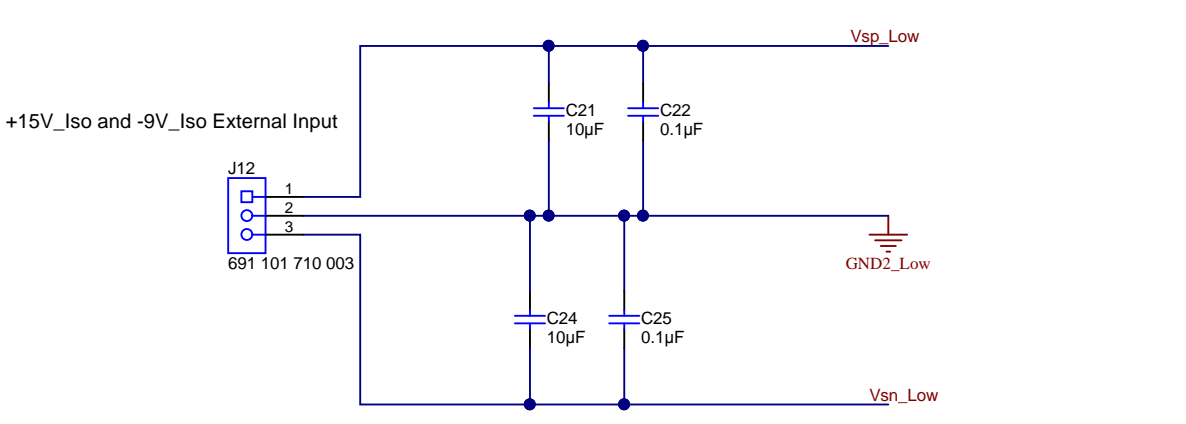 Vsp_Low
C21
10µF
C22
0.1µF
+15V_Iso and -9V_Iso External Input
J12
1
2
3
691 101 710 003
GND2_Low
C24
10µF
C25
0.1µF
Vsn_Low